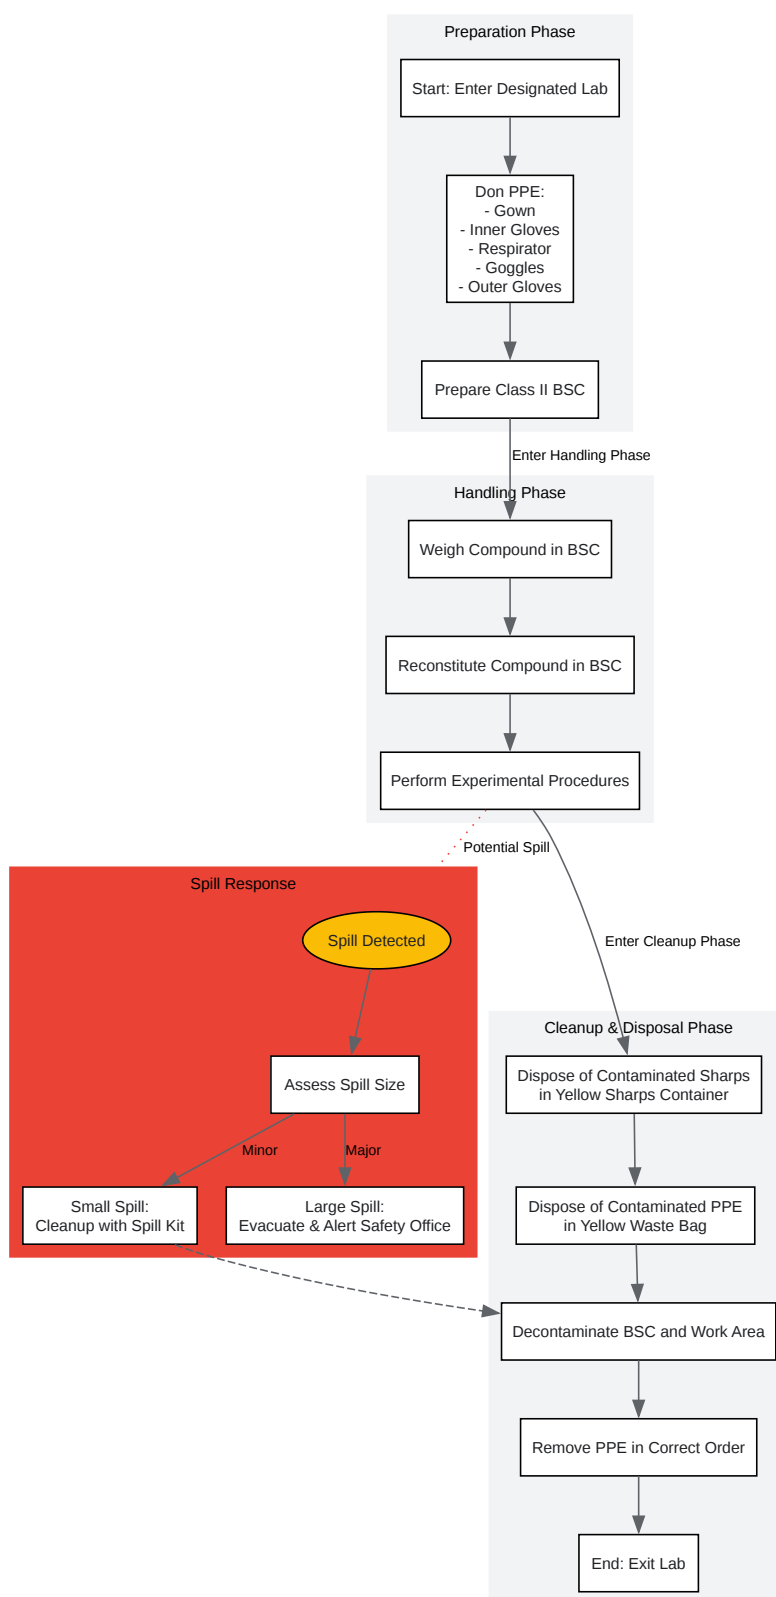 Preparation Phase
Start: Enter Designated Lab
Don PPE:
- Gown
- Inner Gloves
- Respirator
- Goggles
- Outer Gloves
Prepare Class II BSC
Enter Handling Phase
Handling Phase
Weigh Compound in BSC
Reconstitute Compound in BSC
Perform Experimental Procedures
Potential Spill
Spill Response
Spill Detected
Enter Cleanup Phase
Cleanup & Disposal Phase
Assess Spill Size
Dispose of Contaminated Sharps
in Yellow Sharps Container
Minor
Major
Small Spill:
Cleanup with Spill Kit
Large Spill:
Evacuate & Alert Safety Office
Dispose of Contaminated PPE
in Yellow Waste Bag
Decontaminate BSC and Work Area
Remove PPE in Correct Order
End: Exit Lab